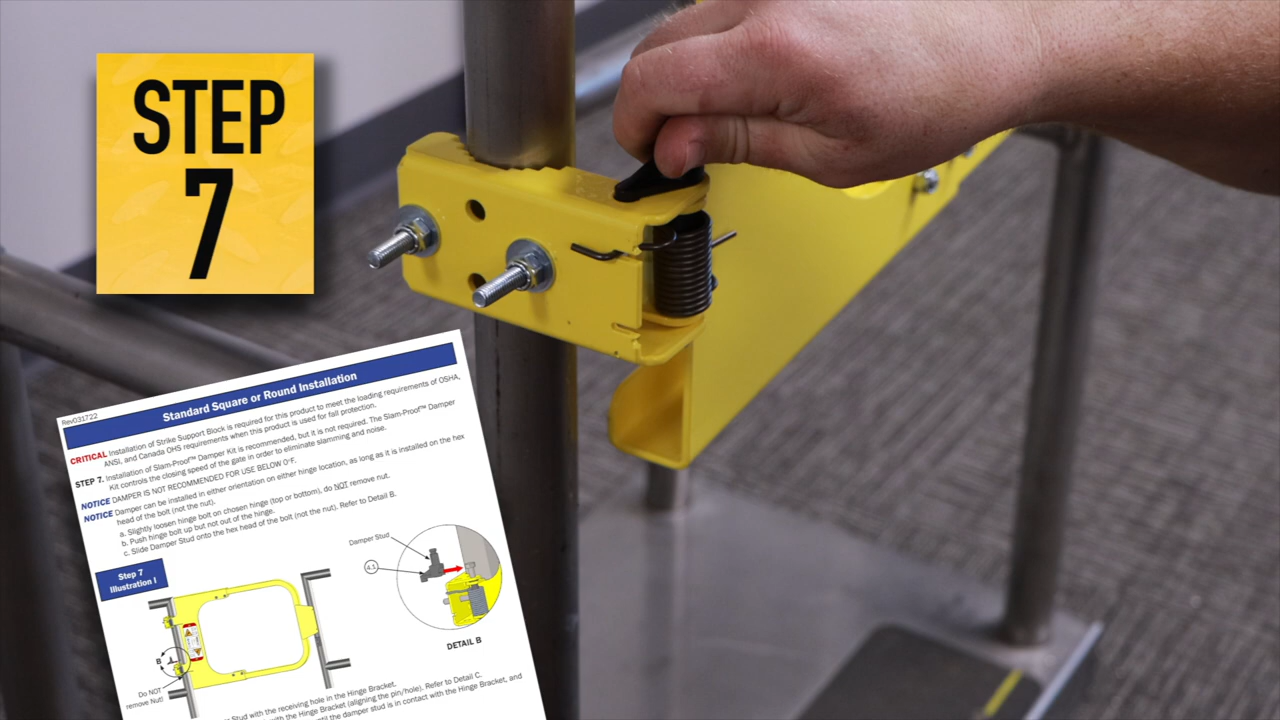 STEP
7
Rev031722
Standard Square or Round Installation
CRITICAL Installation of Strike Support Block is required for this product to meet the loading requirements of OSHA,
ANSI, and Canada OHS requirements when this product is used for fall protection.
STEP 7. Installation of Slam-Proof™ Damper Kit is recommended, but it is not required. The Slam-Proof™ Damper
Kit controls the closing speed of the gate in order to eliminate slamming and noise.
NOTICE DAMPER IS NOT RECOMMENDED FOR USE BELOW 0°F.
NOTICE Damper can be installed in either orientation on either hinge location, as long as it is installed on the hex
head of the bolt (not the nut).
a. Slightly loosen hinge bolt on chosen hinge (top or bottom), do NOT remove nut.
b. Push hinge bolt up but not out of the hinge.
c. Slide Damper Stud onto the hex head of the bolt (not the nut). Refer to Detail B.
Step 7
Illustration I
Damper Stud
4.1
B
DETAIL B
Do NOT
remove Nut!
Stud with the receiving hole in the Hinge Bracket.
with the Hinge Bracket (aligning the pin/hole). Refer to Detail C.
until the damper stud is in contact with the Hinge Bracket, and